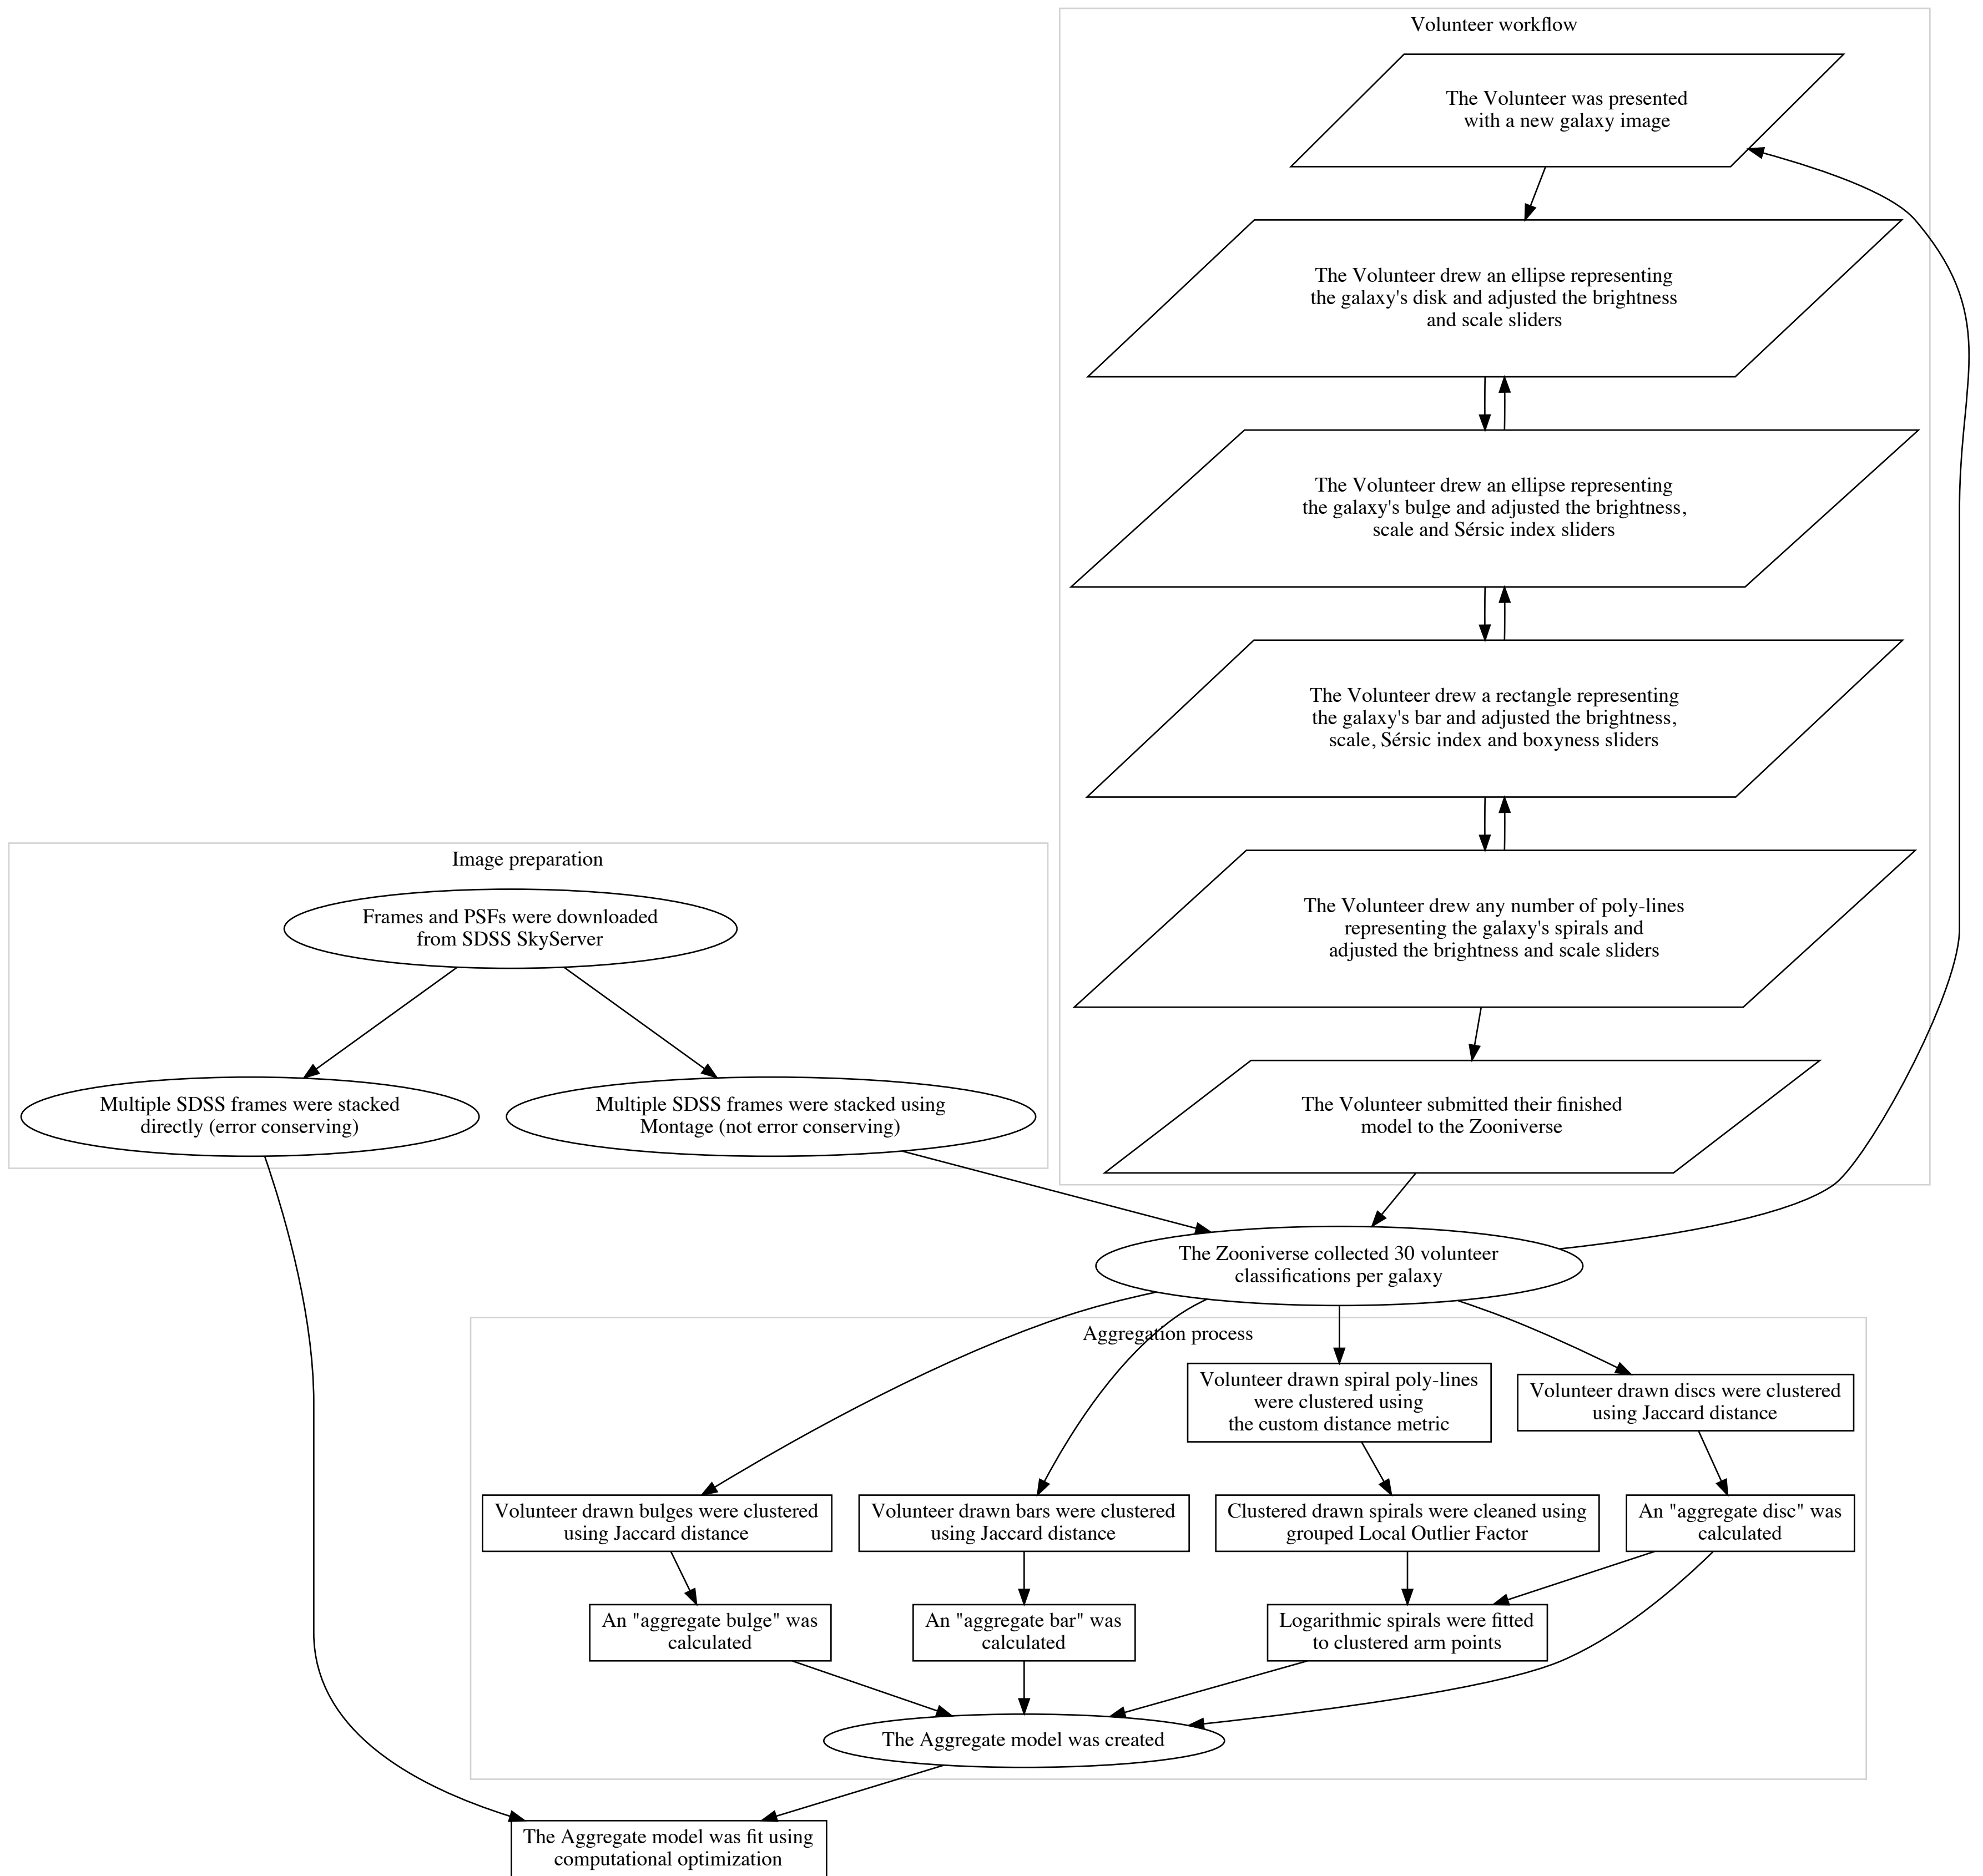 Volunteer workflow
The Volunteer was presented
with a new galaxy image
The Volunteer drew an ellipse representing
the galaxy's disk and adjusted the brightness
and scale sliders
The Volunteer drew an ellipse representing
the galaxy's bulge and adjusted the brightness,
scale and Sérsic index sliders
The Volunteer drew a rectangle representing
the galaxy's bar and adjusted the brightness,
scale, Sérsic index and boxyness sliders
The Volunteer drew any number of poly-lines
representing the galaxy's spirals and
adjusted the brightness and scale sliders
The Volunteer submitted their finished
model to the Zooniverse
Image preparation
Frames and PSFs were downloaded
from SDSS SkyServer
Multiple SDSS frames were stacked
directly (error conserving)
Multiple SDSS frames were stacked using
Montage (not error conserving)
The Zooniverse collected 30 volunteer
classifications per galaxy
Aggregation process
Volunteer drawn spiral poly-lines
were clustered using
the custom distance metric
Volunteer drawn discs were clustered
using Jaccard distance
Volunteer drawn bulges were clustered
using Jaccard distance
Volunteer drawn bars were clustered
using Jaccard distance
Clustered drawn spirals were cleaned using
grouped Local Outlier Factor
An "aggregate disc" was
calculated
An "aggregate bulge" was
calculated
An "aggregate bar" was
calculated
Logarithmic spirals were fitted
to clustered arm points
The Aggregate model was created
The Aggregate model was fit using
computational optimization